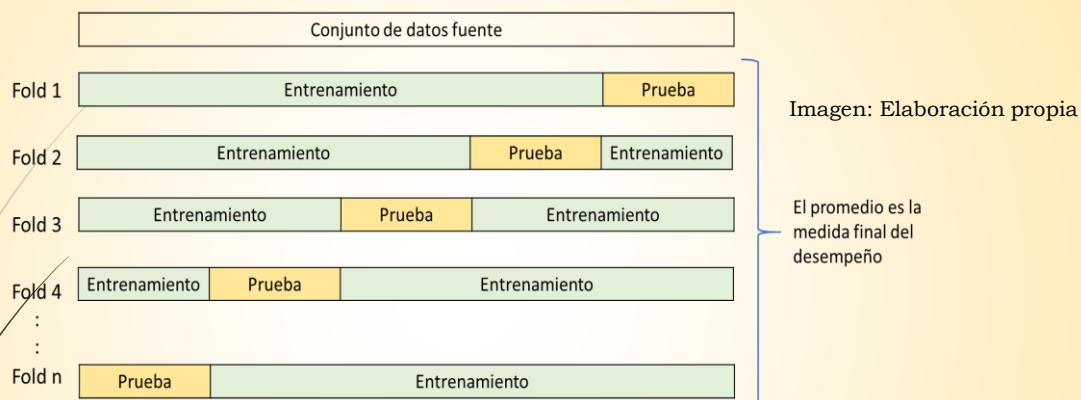 Conjunto de datos fuente
Fold 1 Entrenamiento Prueba
Imagen: Elaboración propia
Fold 2 Entrenamiento Prueba Entrenamiento
Fold 3 Entrenamiento Prueba Entrenamiento
El promedio es la
medida final del
desempeño
Fold 4 Entrenamiento Prueba Entrenamiento
:
:
Fold n Prueba Entrenamiento